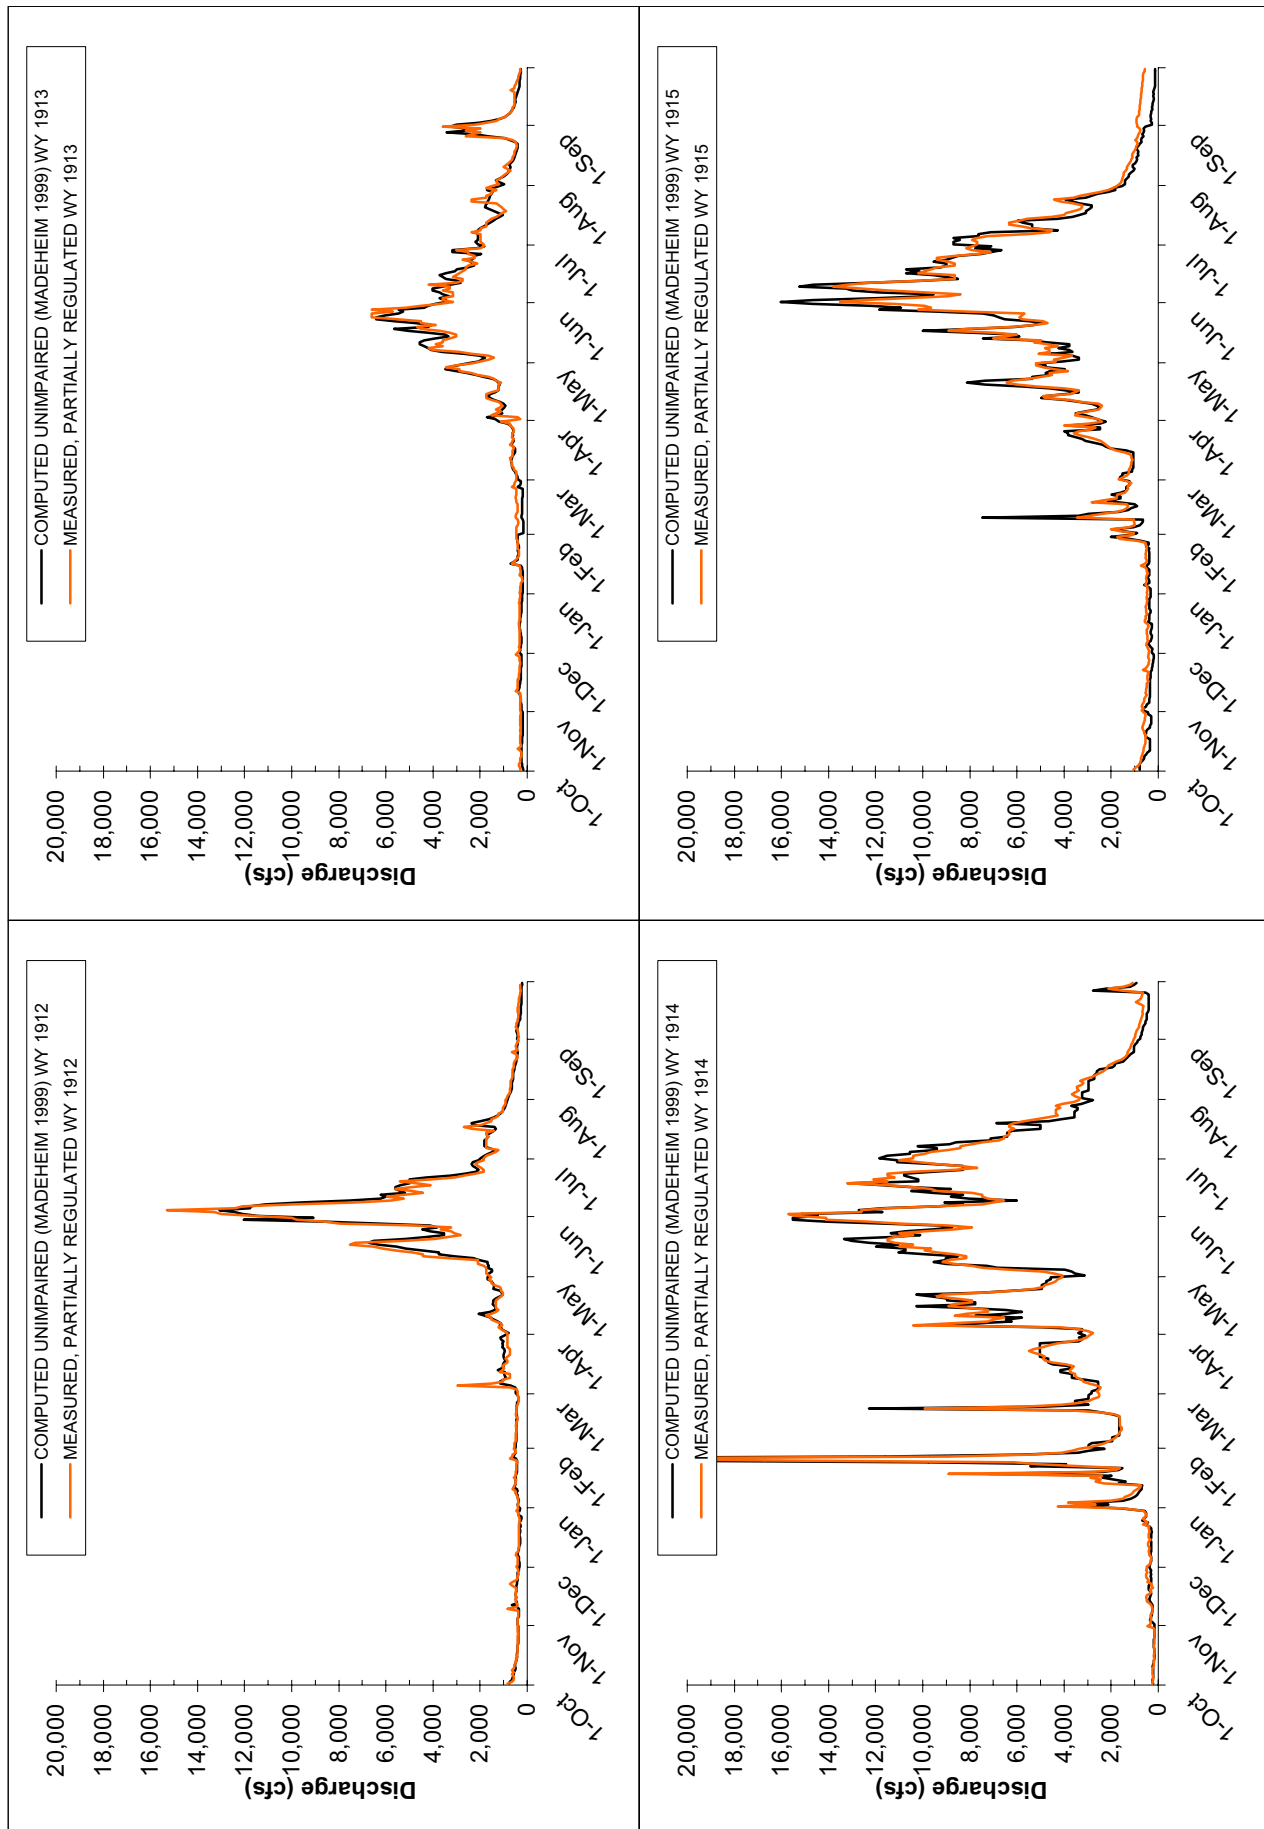 COMPUTED UNIMPAIRED (MADEHEIM 1999) WY 1912
MEASURED, PARTIALLY REGULATED WY 1912
Discharge (cfs)
20,000
18,000
16,000
14,000
12,000
10,000
8,000
6,000
4,000
2,000
0
1-Oct
1-Nov
1-Dec
1-Jan
1-Feb
1-Mar
1-Apr
1-May
1-Jun
1-Jul
1-Aug
1-Sep
COMPUTED UNIMPAIRED (MADEHEIM 1999) WY 1913
MEASURED, PARTIALLY REGULATED WY 1913
Discharge (cfs)
20,000
18,000
16,000
14,000
12,000
10,000
8,000
6,000
4,000
2,000
0
1-Oct
1-Nov
1-Dec
1-Jan
1-Feb
1-Mar
1-Apr
1-May
1-Jun
1-Jul
1-Aug
1-Sep
COMPUTED UNIMPAIRED (MADEHEIM 1999) WY 1914
MEASURED, PARTIALLY REGULATED WY 1914
Discharge (cfs)
20,000
18,000
16,000
14,000
12,000
10,000
8,000
6,000
4,000
2,000
0
1-Oct
1-Nov
1-Dec
1-Jan
1-Feb
1-Mar
1-Apr
1-May
1-Jun
1-Jul
1-Aug
1-Sep
COMPUTED UNIMPAIRED (MADEHEIM 1999) WY 1915
MEASURED, PARTIALLY REGULATED WY 1915
Discharge (cfs)
20,000
18,000
16,000
14,000
12,000
10,000
8,000
6,000
4,000
2,000
0
1-Oct
1-Nov
1-Dec
1-Jan
1-Feb
1-Mar
1-Apr
1-May
1-Jun
1-Jul
1-Aug
1-Sep